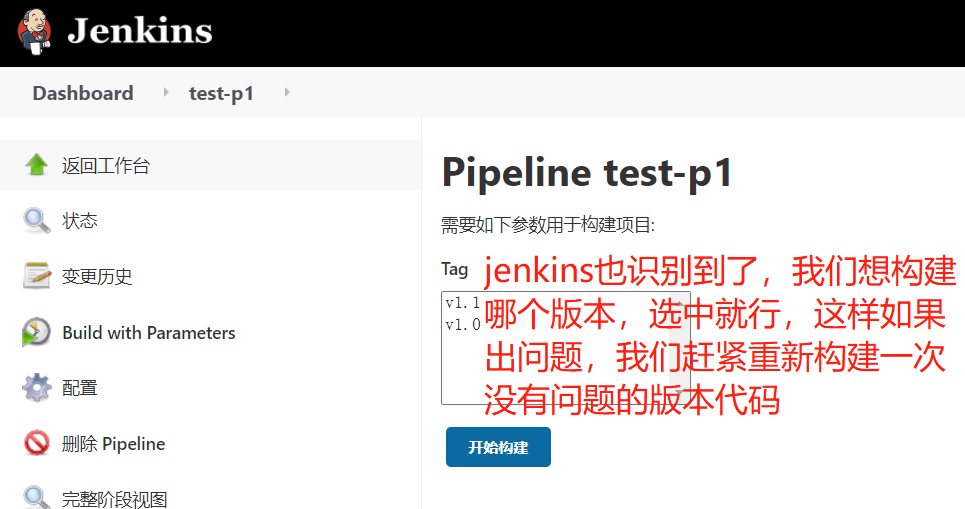 Jenkins
Dashboard
test-p1
返回工作台
状态
变更历史
Build with Parameters
配置
删除 Pipeline
完整阶段视图
Pipeline test-p1
需要如下参数用于构建项目:
Tag
v1.1
v1.0
jenkins也识别到了，我们想构建
哪个版本，选中就行，这样如果
出问题，我们赶紧重新构建一次
没有问题的版本代码
开始构建